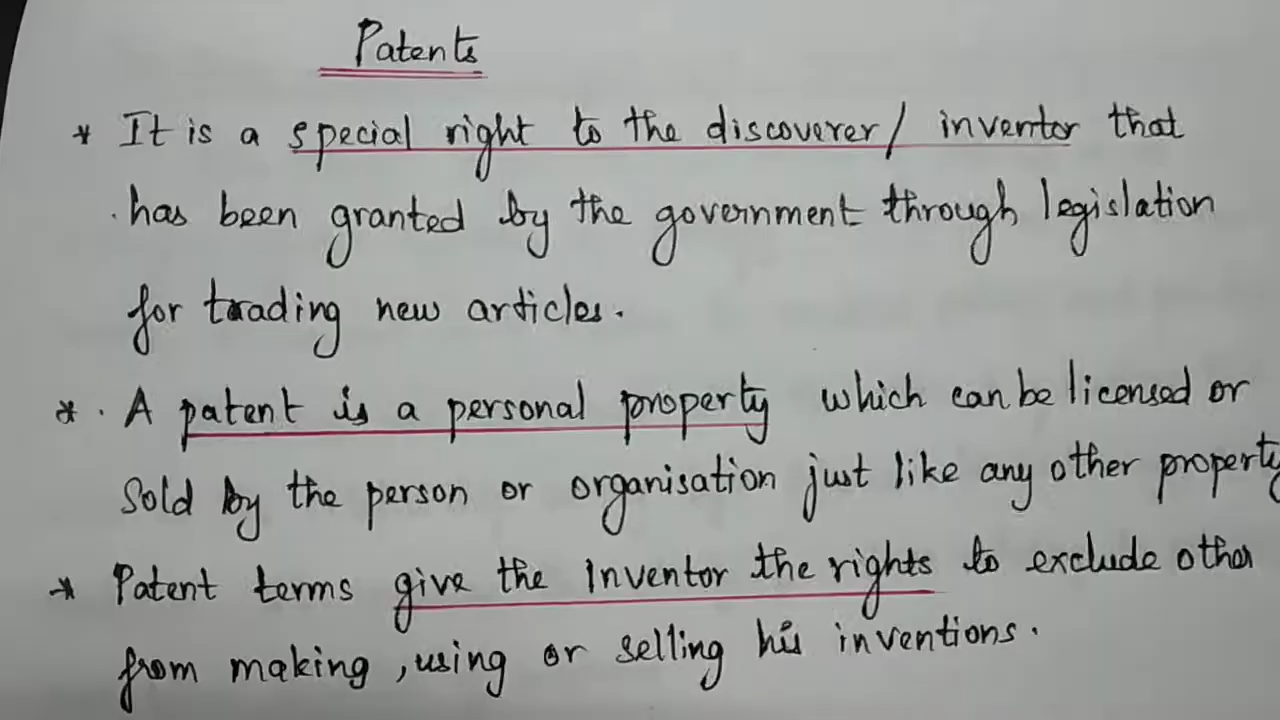 Patents
* It is a special right to the discoverer / inventor that
has been granted by the government through legislation
for trading new articles.
* A patent is a personal property which can be licensed or
Sold by the person or organisation just like any other property
* Patent terms give the inventor the rights to exclude other
from making, using or selling his inventions.